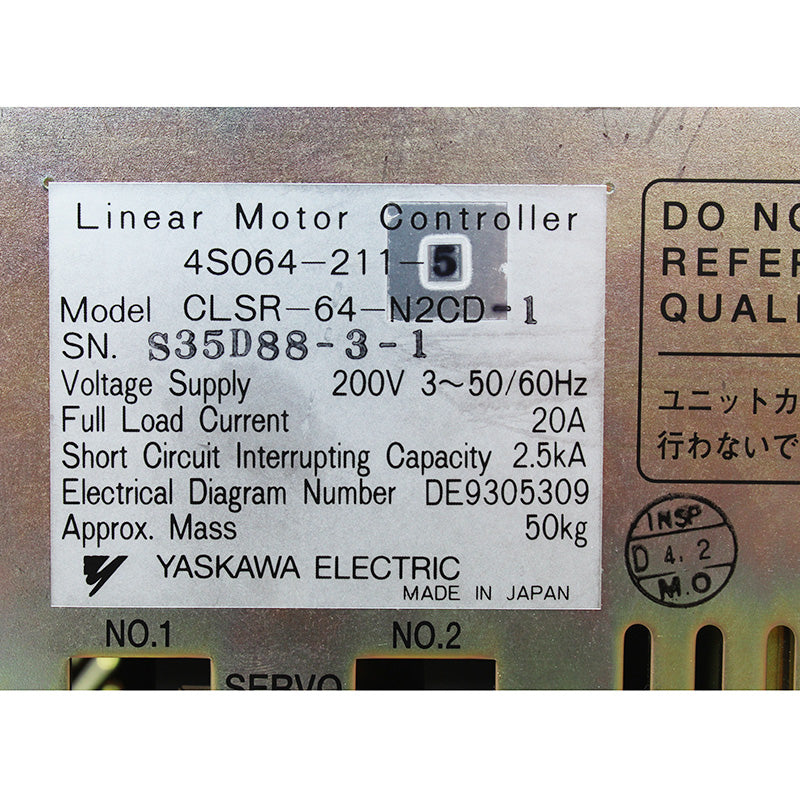 Linear Motor Controller
4S064-211-5
Model CLSR-64-N2CD-1
SN. S35D88-3-1
Voltage Supply 200V 3~50/60Hz
Full Load Current 20A
Short Circuit Interrupting Capacity 2.5kA
Electrical Diagram Number DE9305309
Approx. Mass 50kg
YASKAWA ELECTRIC
MADE IN JAPAN
DO NO
REFER
QUALI
ユニットカ
行わないで
INSP
D 4.2
M.O
NO.1 NO.2
SERVO